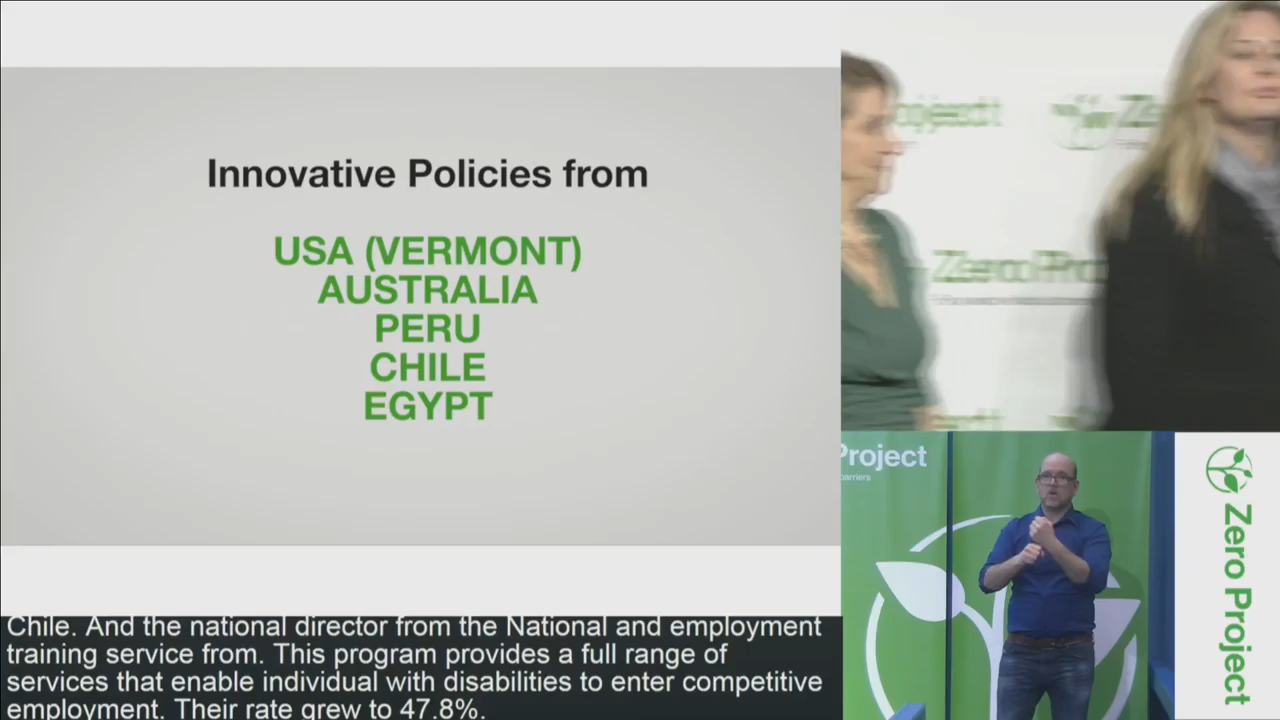 Innovative Policies from
USA (VERMONT)
AUSTRALIA
PERU
CHILE
EGYPT
Chile. And the national director from the National and employment
training service from. This program provides a full range of
services that enable individual with disabilities to enter competitive
employment. Their rate grew to 47.8%.
Project
barriers
Zero Project